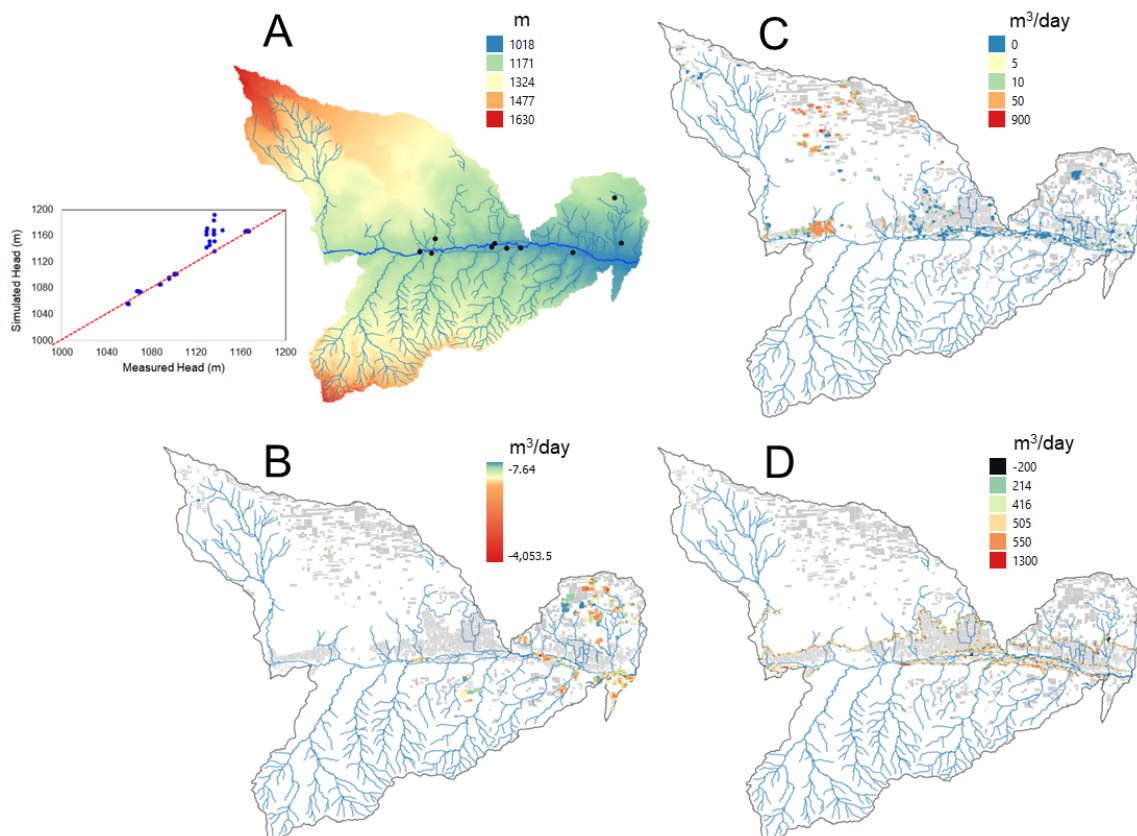 A
m
1018
1171
1324
1477
1630
1200
1160
1120
1080
1040
1000
1000 1040 1080 1120 1160 1200
Simulated Head (m)
Measured Head (m)
C
m³/day
0
5
10
50
900
B
m³/day
-7.64
-4,053.5
D
m³/day
-200
214
416
505
550
1300